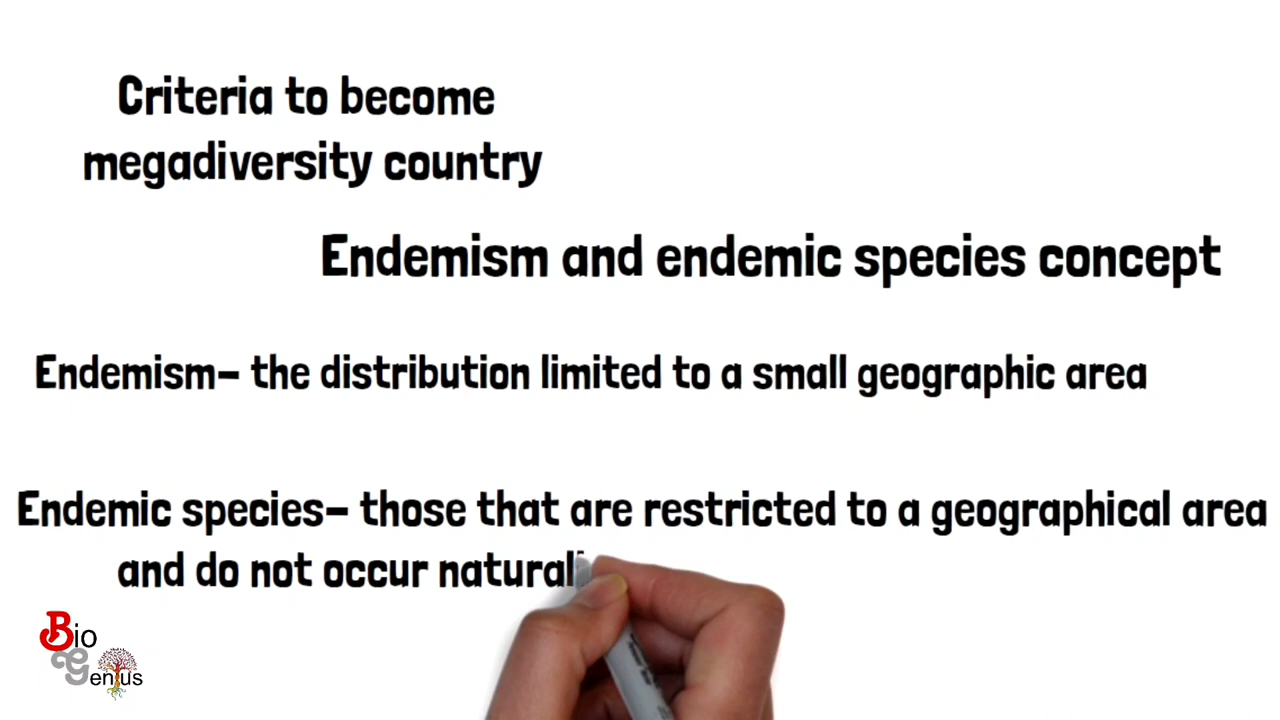 Criteria to become
megadiversity country
Endemism and endemic species concept
Endemism- the distribution limited to a small geographic area
Endemic species- those that are restricted to a geographical area
and do not occur natural
Bio
Genius